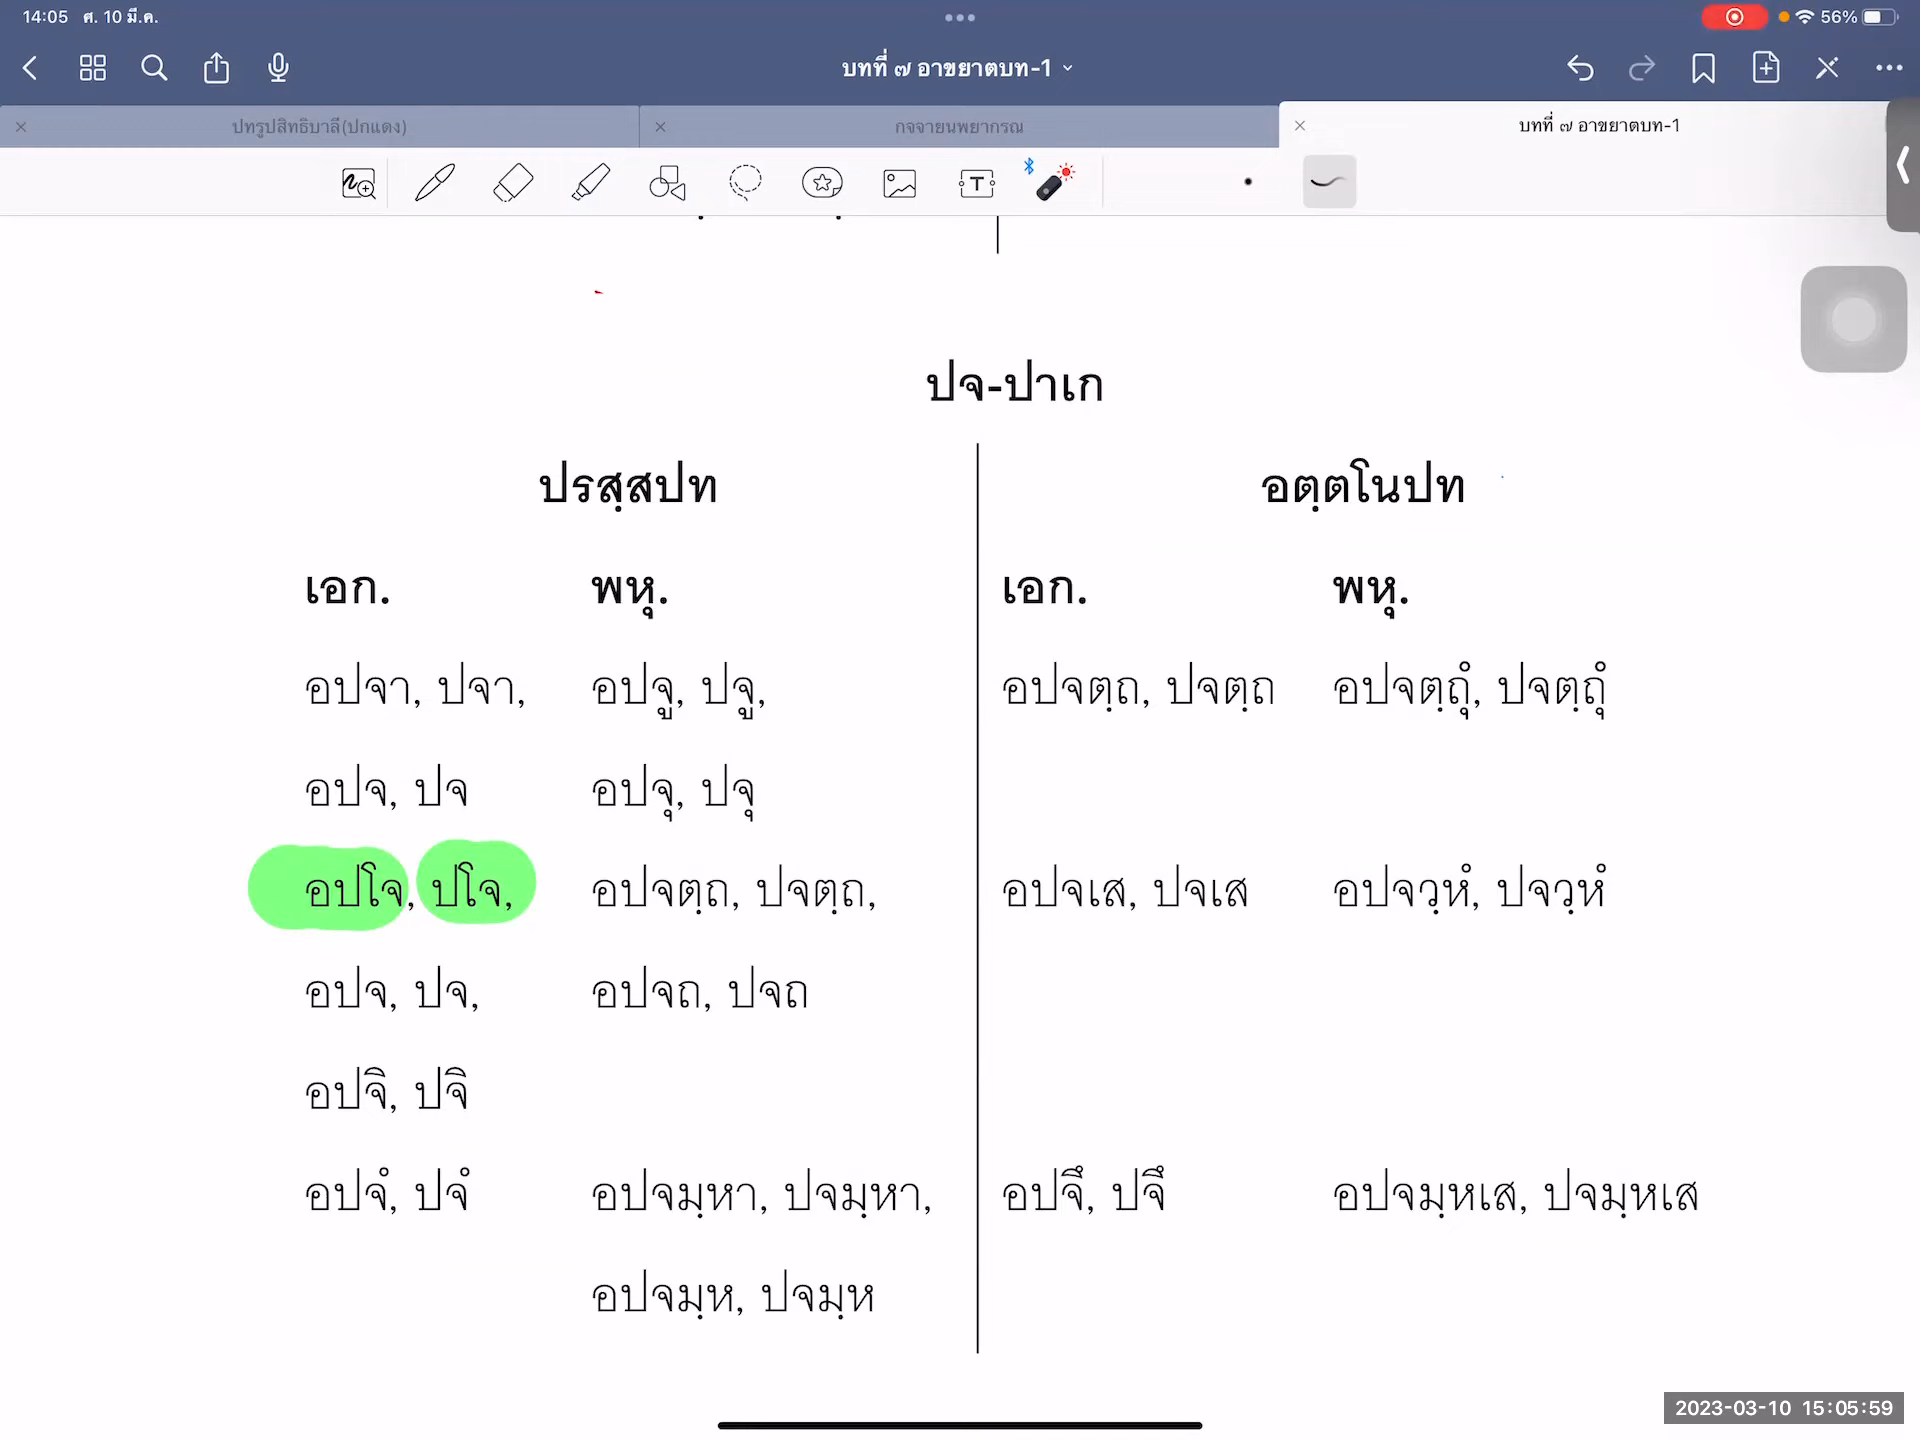 14:05 ศ. 10 มี.ค. 56%
บทที่ ๗ อาขยาตบท-1
ปทรูปสิทธิบาลี(ปกแดง) กจจายนพยากรณ บทที่ ๗ อาขยาตบท-1
ปจ-ปาเก
ปรสฺสปท อตฺตโนปท
เอก. พหุ. เอก. พหุ.
อปจา, ปจา, อปจู, ปจู, อปจตฺถ, ปจตฺถ อปจตฺถุํ, ปจตฺถุํ
อปจ, ปจ อปจุ, ปจุ
อปโจ, ปโจ, อปจตฺถ, ปจตฺถ, อปจเส, ปจเส อปจวฺหํ, ปจวฺหํ
อปจ, ปจ, อปจถ, ปจถ
อปจิ, ปจิ
อปจํ, ปจํ อปจมฺหา, ปจมฺหา, อปจึ, ปจึ อปจมฺหเส, ปจมฺหเส
อปจมฺห, ปจมฺห
2023-03-10 15:05:59